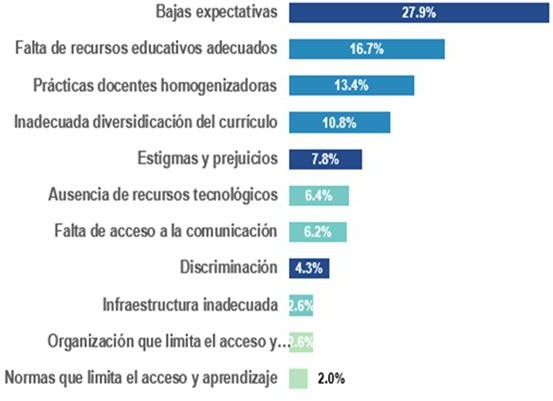 Bajas expectativas 27.9%
Falta de recursos educativos adecuados 16.7%
Prácticas docentes homogenizadoras 13.4%
Inadecuada diversidicación del currículo 10.8%
Estigmas y prejuicios 7.8%
Ausencia de recursos tecnológicos 6.4%
Falta de acceso a la comunicación 6.2%
Discriminación 4.3%
Infraestructura inadecuada 2.6%
Organización que limita el acceso y... 2.6%
Normas que limita el acceso y aprendizaje 2.0%